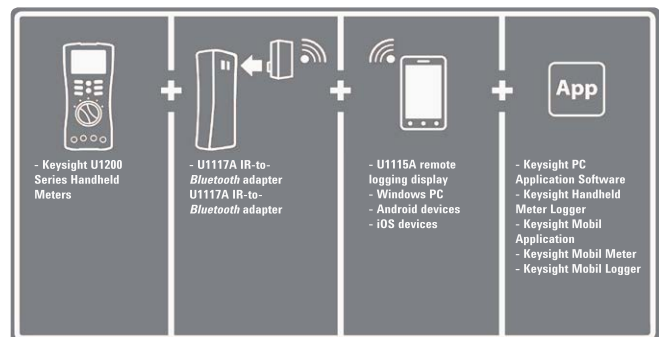 App
- Keysight U1200
Series Handheld
Meters
- U1117A IR-to-
Bluetooth adapter
U1117A IR-to-
Bluetooth adapter
- U1115A remote
logging display
- Windows PC
- Android devices
- iOS devices
- Keysight PC
Application Software
- Keysight Handheld
Meter Logger
- Keysight Mobil
Application
- Keysight Mobil Meter
- Keysight Mobil Logger